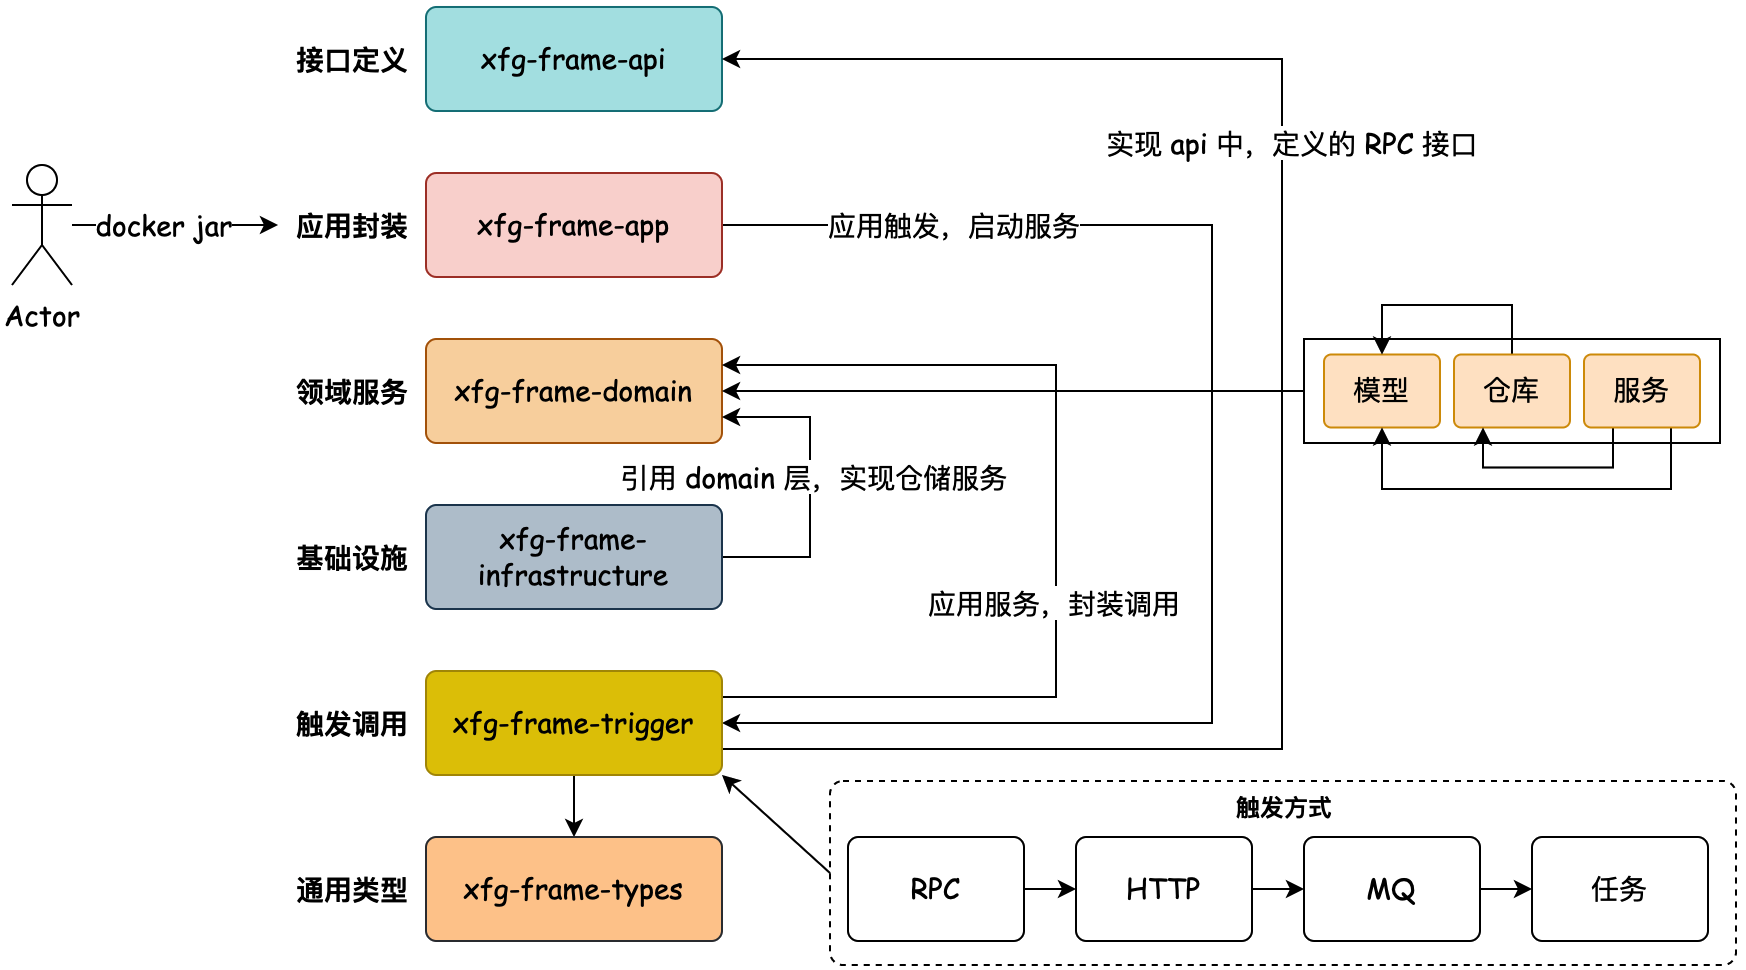 接口定义
xfg-frame-api
实现 api 中，定义的 RPC 接口
docker jar
应用封装
xfg-frame-app
应用触发，启动服务
Actor
领域服务
xfg-frame-domain
模型
仓库
服务
引用 domain 层，实现仓储服务
基础设施
xfg-frame-
infrastructure
应用服务，封装调用
触发调用
xfg-frame-trigger
触发方式
通用类型
xfg-frame-types
RPC
HTTP
MQ
任务